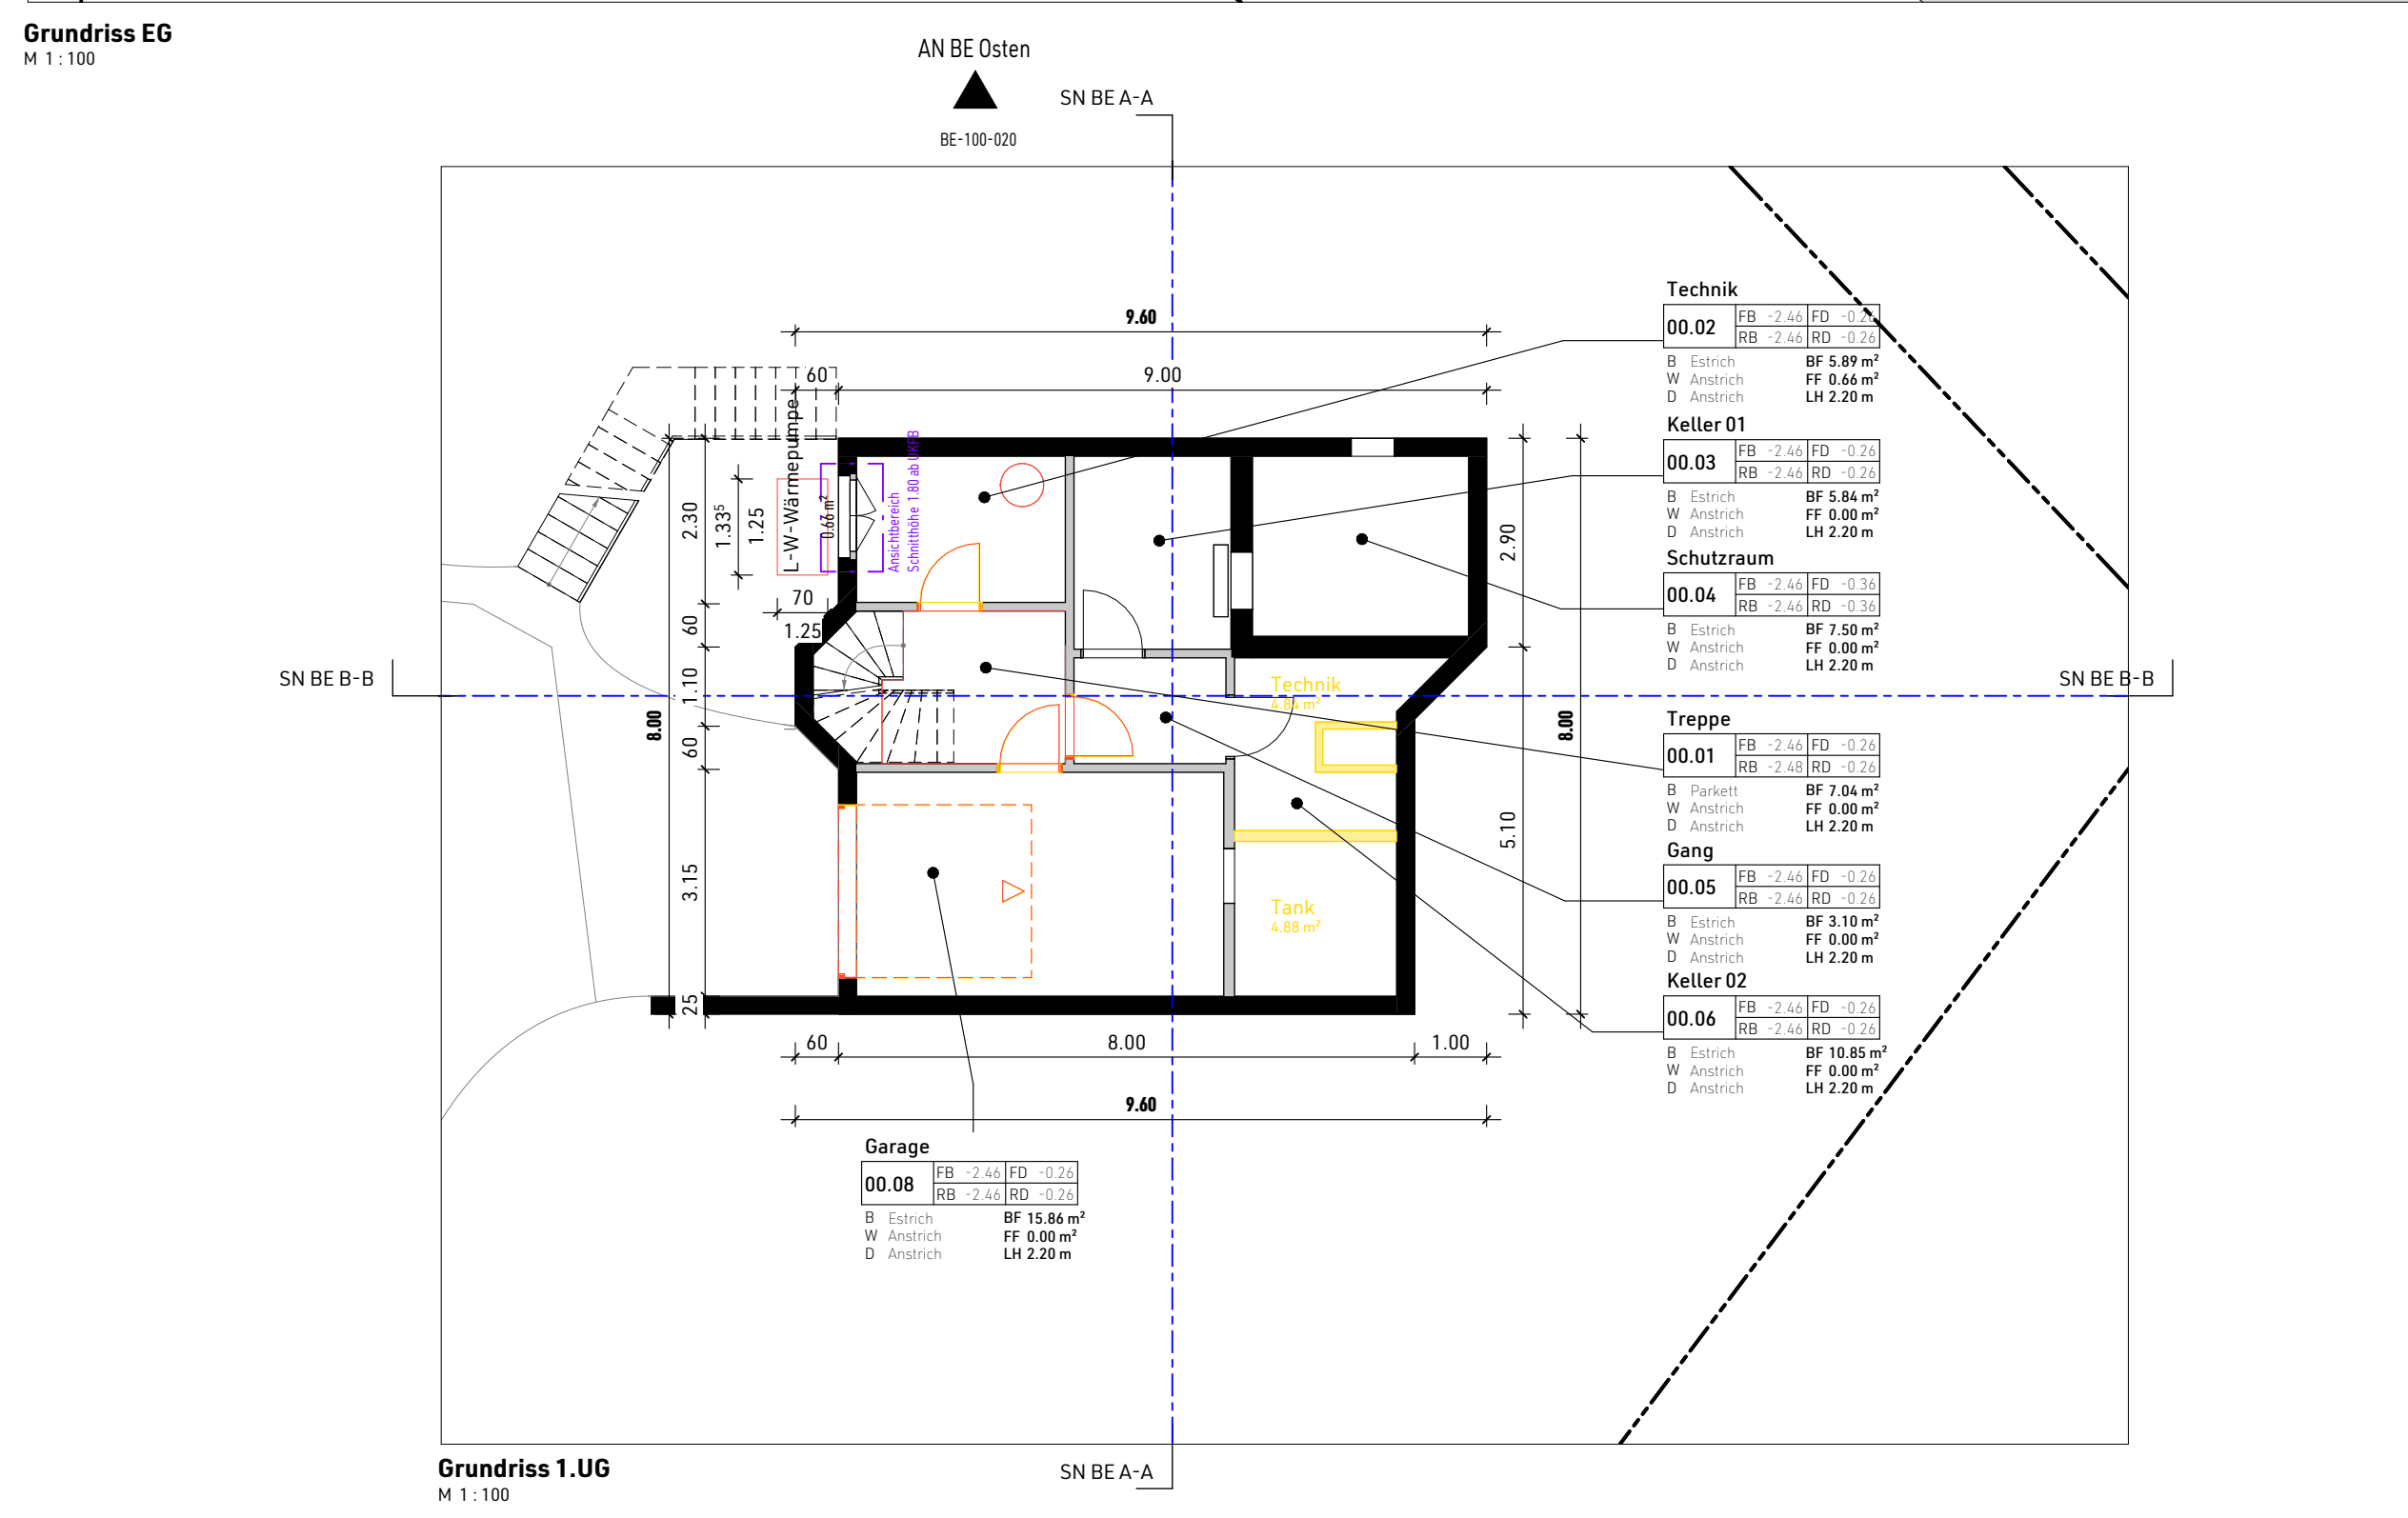 Grundriss EG
M 1 : 100
AN BE Osten
BE-100-020
SN BE A-A
9.60
60
9.00
Technik
00.02
FB -2.46 FD -0.26
RB -2.46 RD -0.26
B Estrich BF 5.89 m²
W Anstrich FF 0.66 m²
D Anstrich LH 2.20 m
Keller 01
00.03
FB -2.46 FD -0.26
RB -2.46 RD -0.26
B Estrich BF 5.84 m²
W Anstrich FF 0.00 m²
D Anstrich LH 2.20 m
Schutzraum
00.04
FB -2.46 FD -0.36
RB -2.46 RD -0.36
B Estrich BF 7.50 m²
W Anstrich FF 0.00 m²
D Anstrich LH 2.20 m
Treppe
00.01
FB -2.46 FD -0.26
RB -2.48 RD -0.26
B Parkett BF 7.04 m²
W Anstrich FF 0.00 m²
D Anstrich LH 2.20 m
Gang
00.05
FB -2.46 FD -0.26
RB -2.46 RD -0.26
B Estrich BF 3.10 m²
W Anstrich FF 0.00 m²
D Anstrich LH 2.20 m
Keller 02
00.06
FB -2.46 FD -0.26
RB -2.46 RD -0.26
B Estrich BF 10.85 m²
W Anstrich FF 0.00 m²
D Anstrich LH 2.20 m
SN BE B-B
SN BE B-B
8.00
2.30
60
1.10
60
3.15
25
1.33⁵
1.25
L-W-Wärmepumpe
70
1.25
0.66 m²
Ansichtbereich
Schnitthöhe 1.80 ab UKFB
Technik
4.84 m²
Tank
4.88 m²
2.90
5.10
8.00
60
8.00
1.00
9.60
Garage
00.08
FB -2.46 FD -0.26
RB -2.46 RD -0.26
B Estrich BF 15.86 m²
W Anstrich FF 0.00 m²
D Anstrich LH 2.20 m
Grundriss 1.UG
M 1 : 100
SN BE A-A